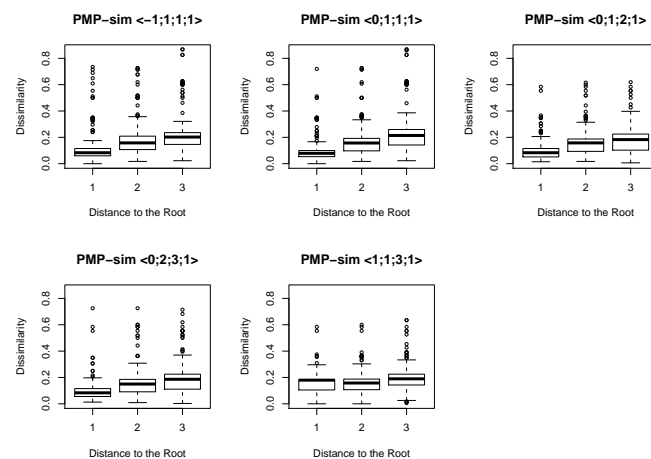 PMP−sim <−1;1;1;1>
PMP−sim <0;1;1;1>
PMP−sim <0;1;2;1>
Dissimilarity
0.0 0.2 0.4 0.6 0.8
1 2 3
Distance to the Root
Dissimilarity
0.0 0.2 0.4 0.6 0.8
1 2 3
Distance to the Root
Dissimilarity
0.0 0.2 0.4 0.6 0.8
1 2 3
Distance to the Root
PMP−sim <0;2;3;1>
PMP−sim <1;1;3;1>
Dissimilarity
0.0 0.2 0.4 0.6 0.8
1 2 3
Distance to the Root
Dissimilarity
0.0 0.2 0.4 0.6 0.8
1 2 3
Distance to the Root